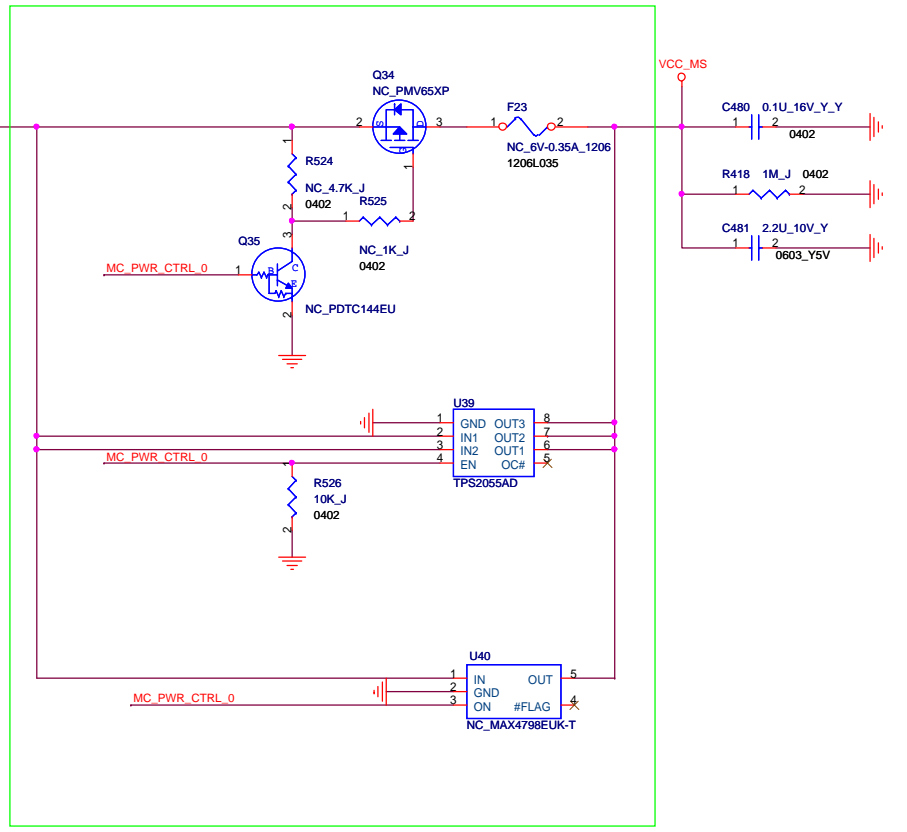 VCC_MS
Q34
NC_PMV65XP
2
S
D
G
3
1
F23
1
2
NC_6V-0.35A_1206
1206L035
C480 0.1U_16V_Y_Y
1
2
0402
R418 1M_J 0402
1
2
C481 2.2U_10V_Y
1
2
0603_Y5V
1
R524
NC_4.7K_J
0402
2
R525
1
2
NC_1K_J
0402
Q35
3
MC_PWR_CTRL_0
1
B
C
E
2
NC_PDTC144EU
U39
1 GND OUT3 8
2 IN1 OUT2 7
3 IN2 OUT1 6
4 EN OC# 5
TPS2055AD
MC_PWR_CTRL_0
1
R526
10K_J
0402
2
U40
1 IN OUT 5
2 GND
3 ON #FLAG 4
NC_MAX4798EUK-T
MC_PWR_CTRL_0